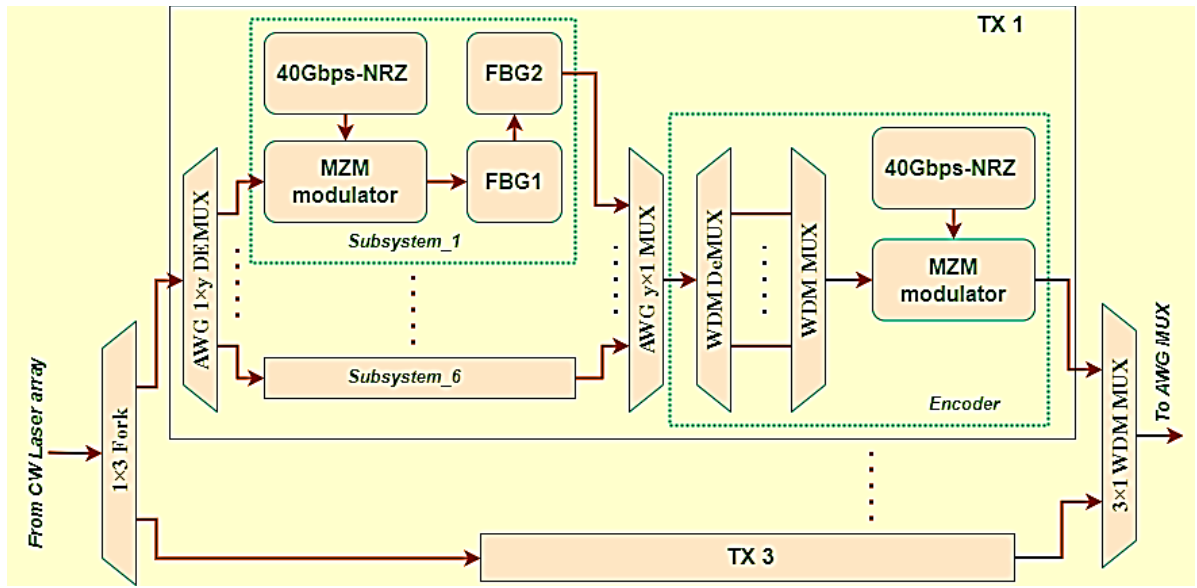 TX 1
40Gbps-NRZ
FBG2
MZM
modulator
FBG1
Subsystem_1
AWG 1×y DEMUX
Subsystem_6
AWG y×1 MUX
WDM DeMUX
WDM MUX
40Gbps-NRZ
MZM
modulator
Encoder
From CW Laser array
1×3 Fork
TX 3
3×1 WDM MUX
To AWG MUX